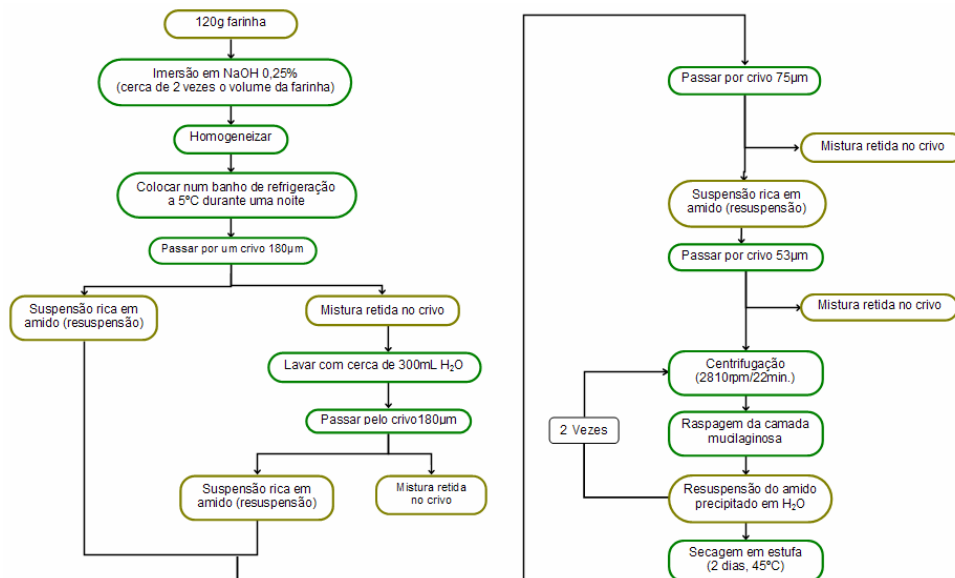 120g farinha
Imersão em NaOH 0,25%
(cerca de 2 vezes o volume da farinha)
Homogeneizar
Colocar num banho de refrigeração
a 5ºC durante uma noite
Passar por um crivo 180µm
Suspensão rica em
amido (resuspensão)
Mistura retida no crivo
Lavar com cerca de 300mL H₂O
Passar pelo crivo180µm
Suspensão rica em
amido (resuspensão)
Mistura retida
no crivo
Passar por crivo 75µm
Mistura retida no crivo
Suspensão rica em
amido (resuspensão)
Passar por crivo 53µm
Mistura retida no crivo
Centrifugação
(2810rpm/22min.)
2 Vezes
Raspagem da camada
mucilaginosa
Resuspensão do amido
precipitado em H₂O
Secagem em estufa
(2 dias, 45ºC)